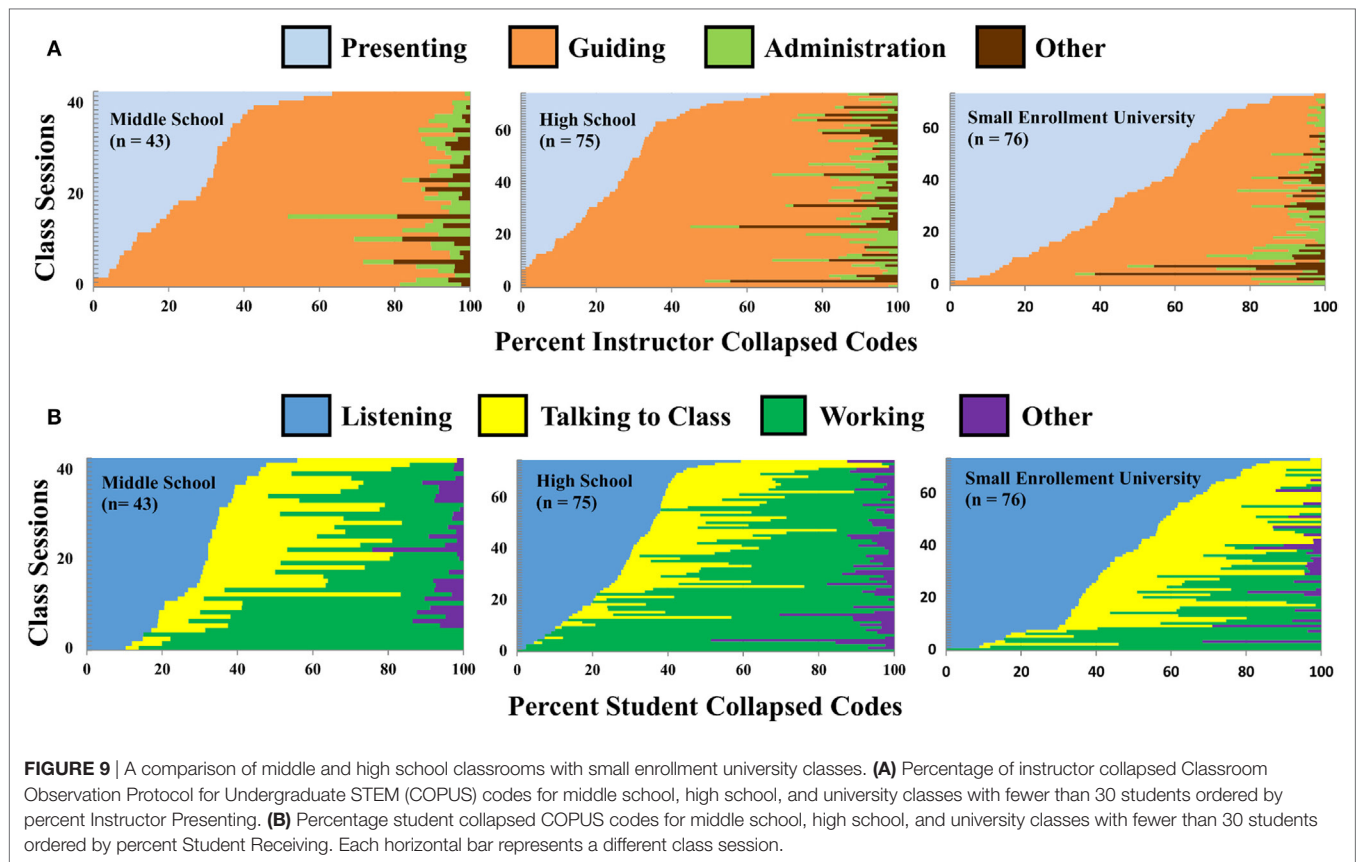 A
Presenting Guiding Administration Other
Class Sessions
40
20
0
Middle School
(n = 43)
0 20 40 60 80 100
60
40
20
0
High School
(n = 75)
0 20 40 60 80 100
60
40
20
0
Small Enrollment University
(n = 76)
0 20 40 60 80 100
Percent Instructor Collapsed Codes
B
Listening Talking to Class Working Other
Class Sessions
40
20
0
Middle School
(n= 43)
0 20 40 60 80 100
60
40
20
0
High School
(n = 75)
0 20 40 60 80 100
60
40
20
0
Small Enrollement University
(n = 76)
0 20 40 60 80 100
Percent Student Collapsed Codes
FIGURE 9 | A comparison of middle and high school classrooms with small enrollment university classes. (A) Percentage of instructor collapsed Classroom
Observation Protocol for Undergraduate STEM (COPUS) codes for middle school, high school, and university classes with fewer than 30 students ordered by
percent Instructor Presenting. (B) Percentage student collapsed COPUS codes for middle school, high school, and university classes with fewer than 30 students
ordered by percent Student Receiving. Each horizontal bar represents a different class session.